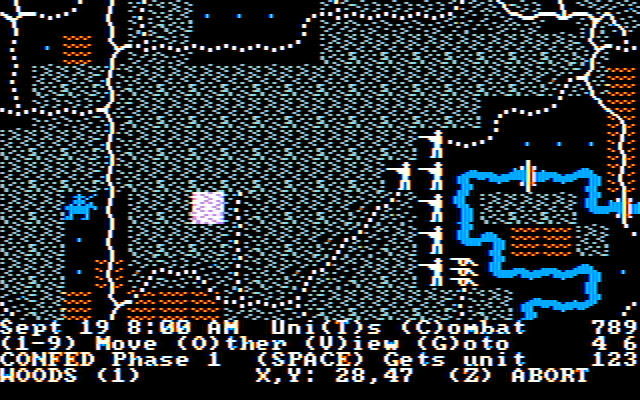 Sept 19 8:00 AM  Uni(T)s (C)ombat 789
(1-9) Move (O)ther (V)iew (G)oto 4 6
CONFED Phase 1 (SPACE) Gets unit 123
WOODS (1) X,Y: 28,47 (Z) ABORT